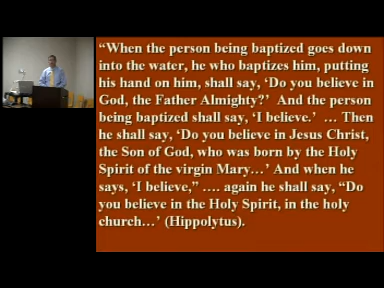 “When the person being baptized goes down
into the water, he who baptizes him, putting
his hand on him, shall say, ‘Do you believe in
God, the Father Almighty?’ And the person
being baptized shall say, ‘I believe.’ … Then
he shall say, ‘Do you believe in Jesus Christ,
the Son of God, who was born by the Holy
Spirit of the virgin Mary…’ And when he
says, ‘I believe,” …. again he shall say, “Do
you believe in the Holy Spirit, in the holy
church…’ (Hippolytus).